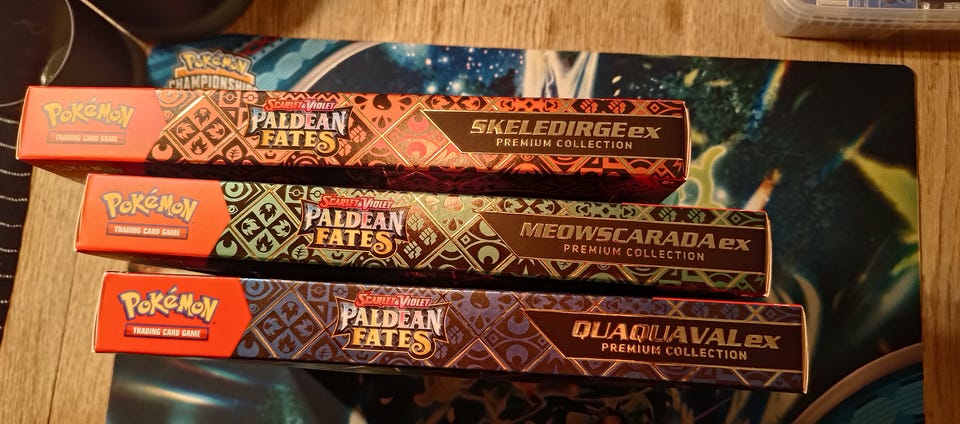 Pokémon
CHAMPIONSHIPS
Pokémon
TRADING CARD GAME
SCARLET & VIOLET
PALDEAN
FATES
SKELEDIRGE ex
PREMIUM COLLECTION
Pokémon
TRADING CARD GAME
SCARLET & VIOLET
PALDEAN
FATES
MEOWSCARADA ex
PREMIUM COLLECTION
Pokémon
TRADING CARD GAME
SCARLET & VIOLET
PALDEAN
FATES
QUAQUAVAL ex
PREMIUM COLLECTION